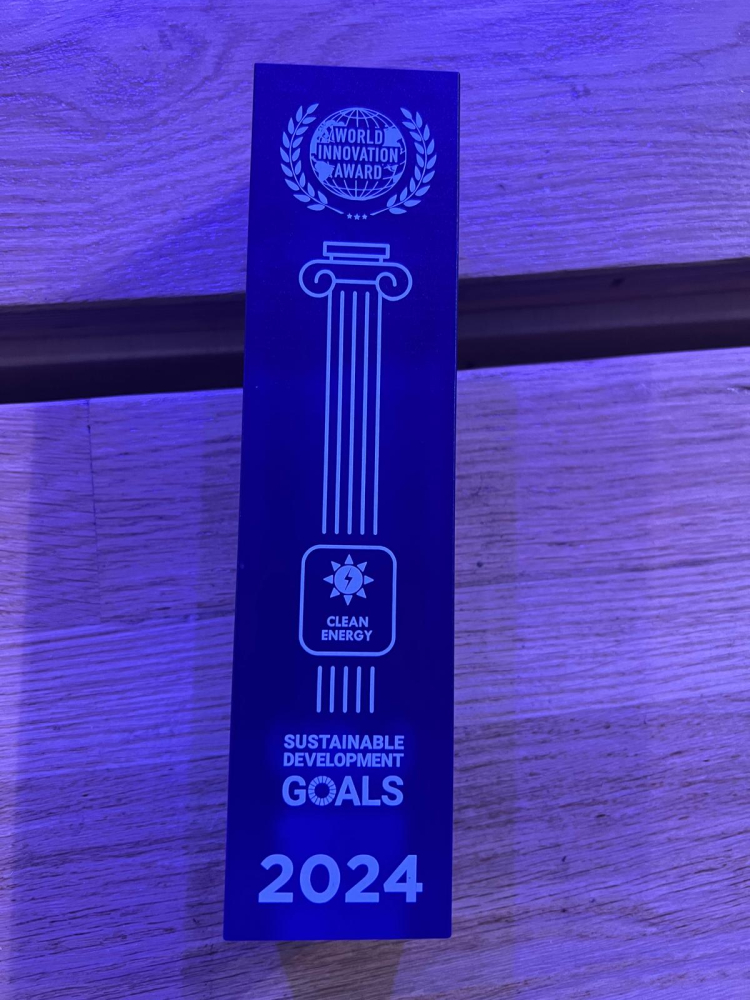 WORLD
INNOVATION
AWARD
CLEAN
ENERGY
SUSTAINABLE
DEVELOPMENT
GOALS
2024